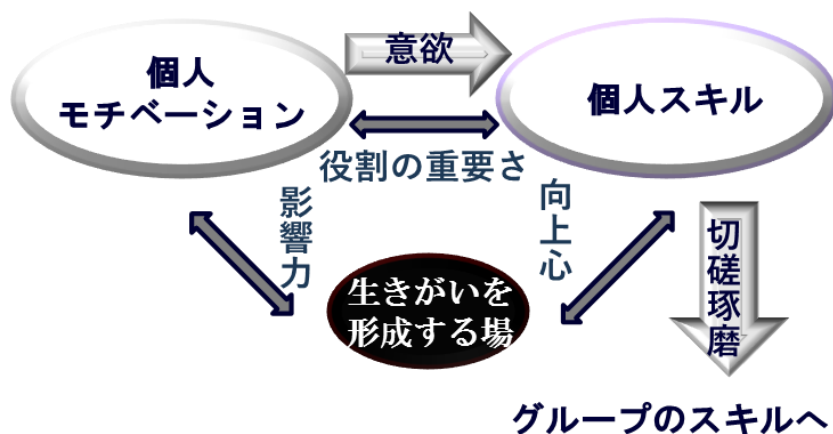 意欲
個人
モチベーション
個人スキル
役割の重要さ
影響力
向上心
切磋琢磨
生きがいを
形成する場
グループのスキルへ